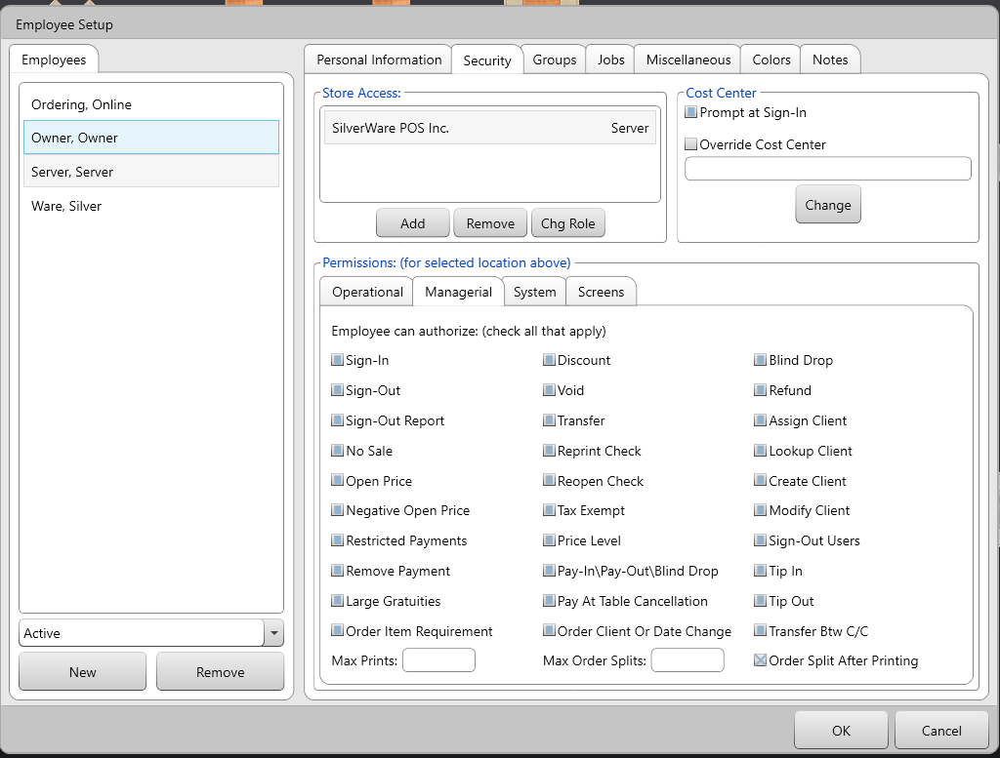 Employee Setup
Employees
Ordering, Online
Owner, Owner
Server, Server
Ware, Silver
Active
New
Remove
Personal Information
Security
Groups
Jobs
Miscellaneous
Colors
Notes
Store Access:
SilverWare POS Inc. Server
Add
Remove
Chg Role
Cost Center
Prompt at Sign-In
Override Cost Center
Change
Permissions: (for selected location above)
Operational
Managerial
System
Screens
Employee can authorize: (check all that apply)
Sign-In
Discount
Blind Drop
Sign-Out
Void
Refund
Sign-Out Report
Transfer
Assign Client
No Sale
Reprint Check
Lookup Client
Open Price
Reopen Check
Create Client
Negative Open Price
Tax Exempt
Modify Client
Restricted Payments
Price Level
Sign-Out Users
Remove Payment
Pay-In\Pay-Out\Blind Drop
Tip In
Large Gratuities
Pay At Table Cancellation
Tip Out
Order Item Requirement
Order Client Or Date Change
Transfer Btw C/C
Max Prints:
Max Order Splits:
Order Split After Printing
OK
Cancel